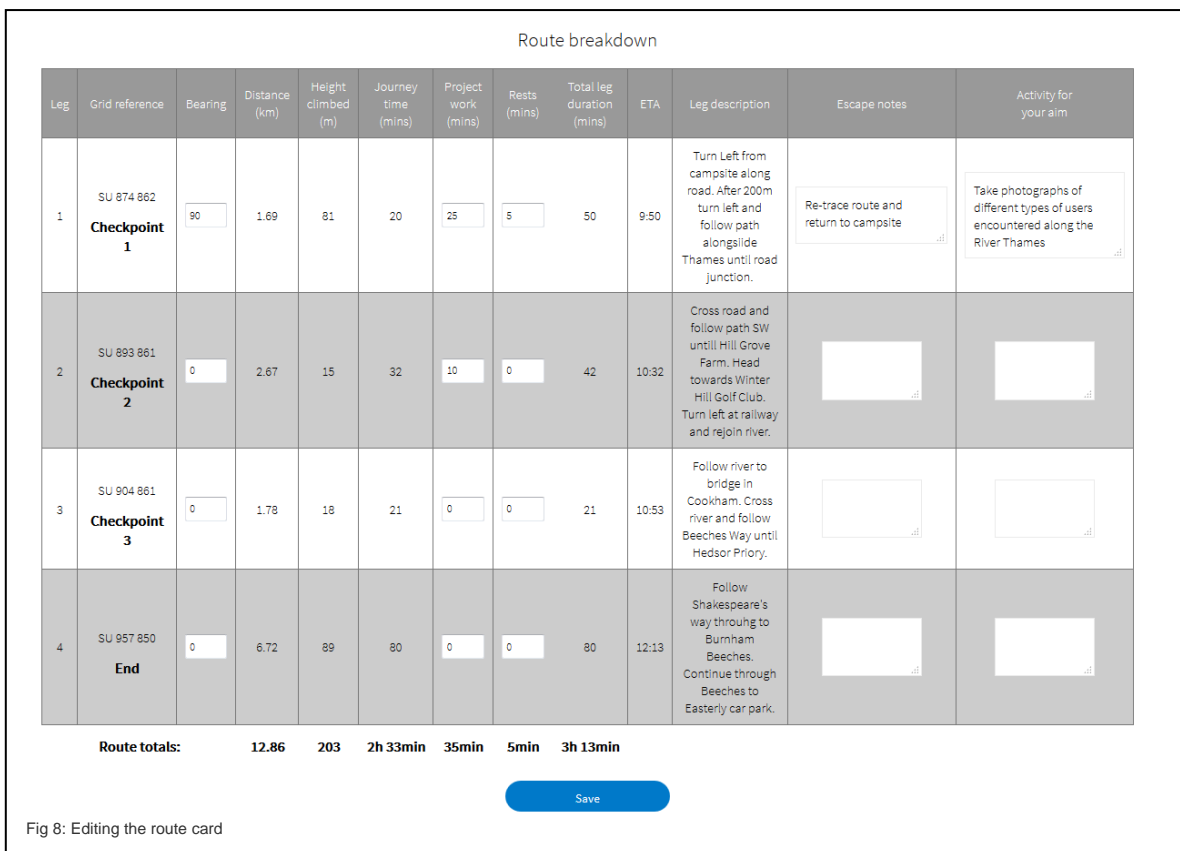 Route breakdown
Leg
Grid reference
Bearing
Distance
(km)
Height
climbed
(m)
Journey
time
(mins)
Project
work
(mins)
Rests
(mins)
Total leg
duration
(mins)
ETA
Leg description
Escape notes
Activity for
your aim
1
SU 874 862
Checkpoint
1
90
1.69
81
20
25
5
50
9:50
Turn Left from
campsite along
road. After 200m
turn left and
follow path
alongsiide
Thames until road
junction.
Re-trace route and
return to campsite
Take photographs of
different types of users
encountered along the
River Thames
2
SU 893 861
Checkpoint
2
0
2.67
15
32
10
0
42
10:32
Cross road and
follow path SW
untill Hill Grove
Farm. Head
towards Winter
Hill Golf Club.
Turn left at railway
and rejoin river.
3
SU 904 861
Checkpoint
3
0
1.78
18
21
0
0
21
10:53
Follow river to
bridge in
Cookham. Cross
river and follow
Beeches Way until
Hedsor Priory.
4
SU 957 850
End
0
6.72
89
80
0
0
80
12:13
Follow
Shakespeare's
way throuhg to
Burnham
Beeches.
Continue through
Beeches to
Easterly car park.
Route totals:
12.86
203
2h 33min
35min
5min
3h 13min
Save
Fig 8: Editing the route card